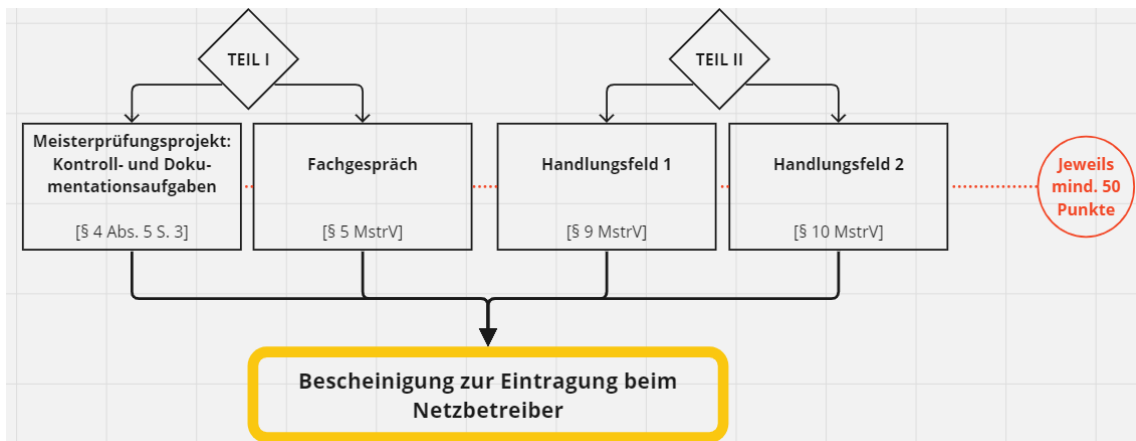 TEIL I
TEIL II
Meisterprüfungsprojekt:
Kontroll- und Doku-
mentationsaufgaben
[§ 4 Abs. 5 S. 3]
Fachgespräch
[§ 5 MstrV]
Handlungsfeld 1
[§ 9 MstrV]
Handlungsfeld 2
[§ 10 MstrV]
Jeweils
mind. 50
Punkte
Bescheinigung zur Eintragung beim
Netzbetreiber